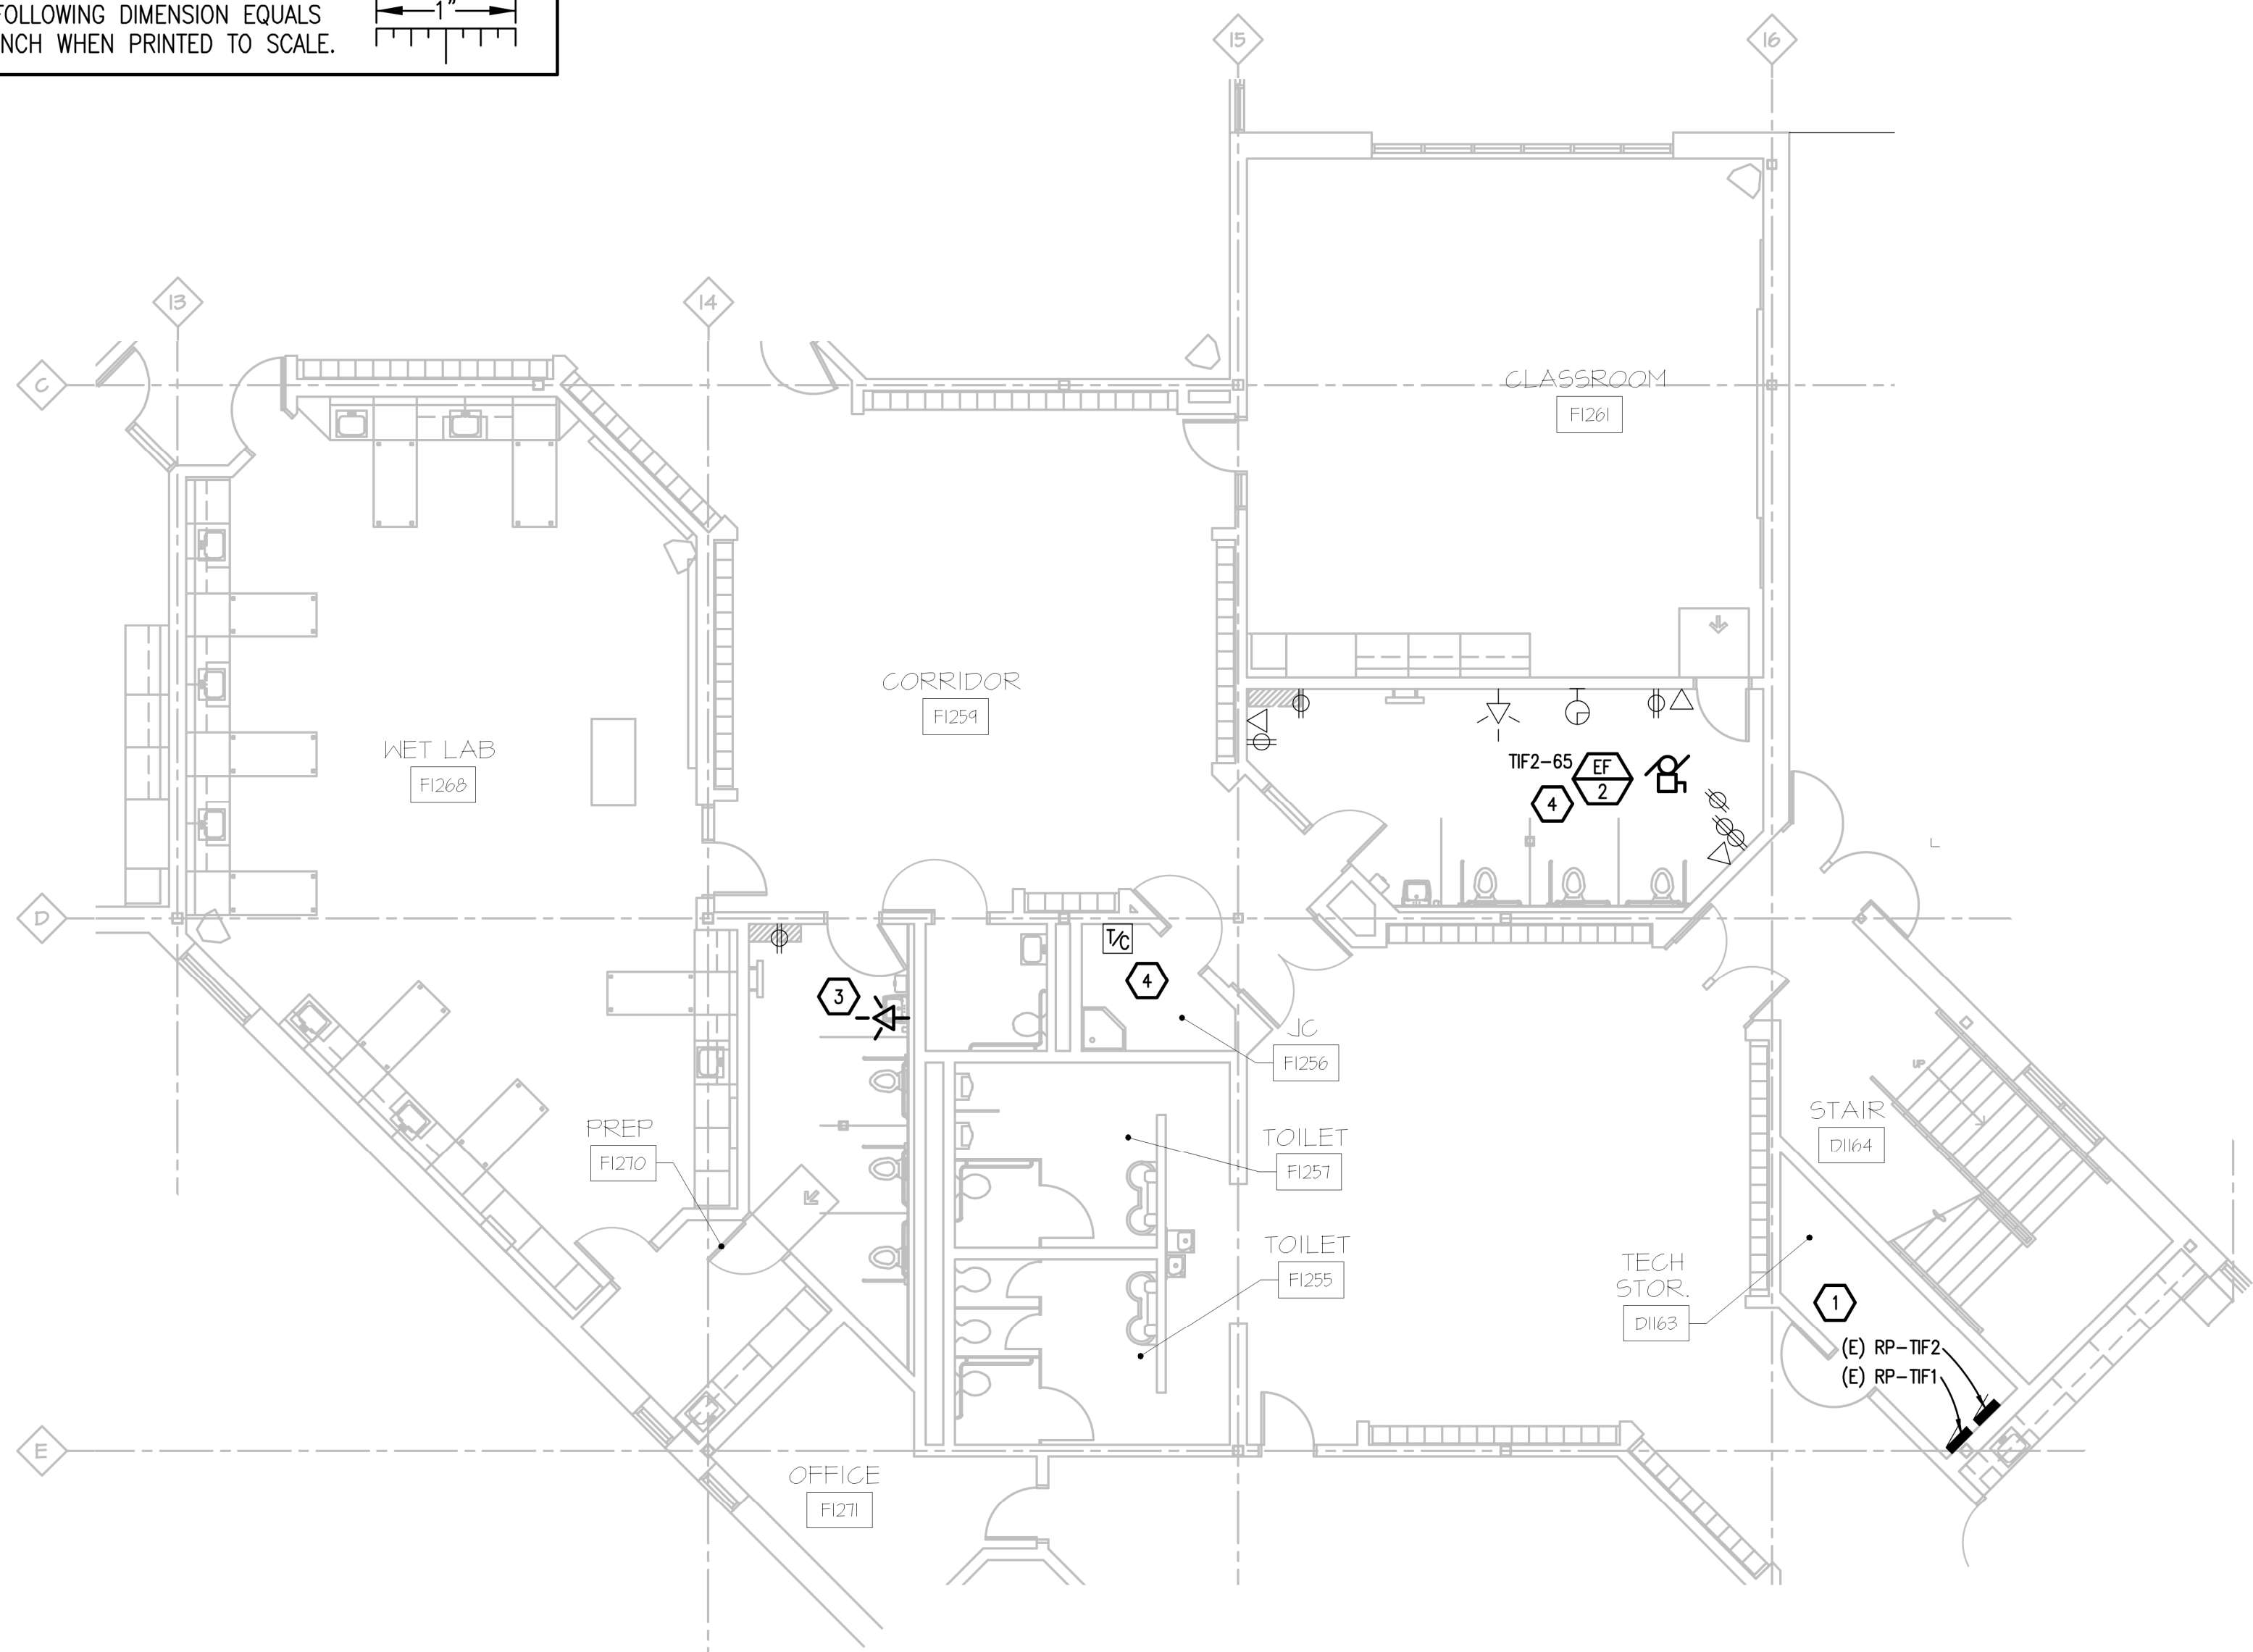 FOLLOWING DIMENSION EQUALS
NCH WHEN PRINTED TO SCALE.
1"
15
16
13
14
C
CLASSROOM
F1261
CORRIDOR
F1259
WET LAB
F1268
TIF2-65
EF
2
4
D
T/C
3
4
JC
F1256
UP
STAIR
D1164
PREP
F1270
TOILET
F1257
TOILET
F1255
TECH
STOR.
D1163
1
(E) RP-TIF2
(E) RP-TIF1
E
OFFICE
F1271